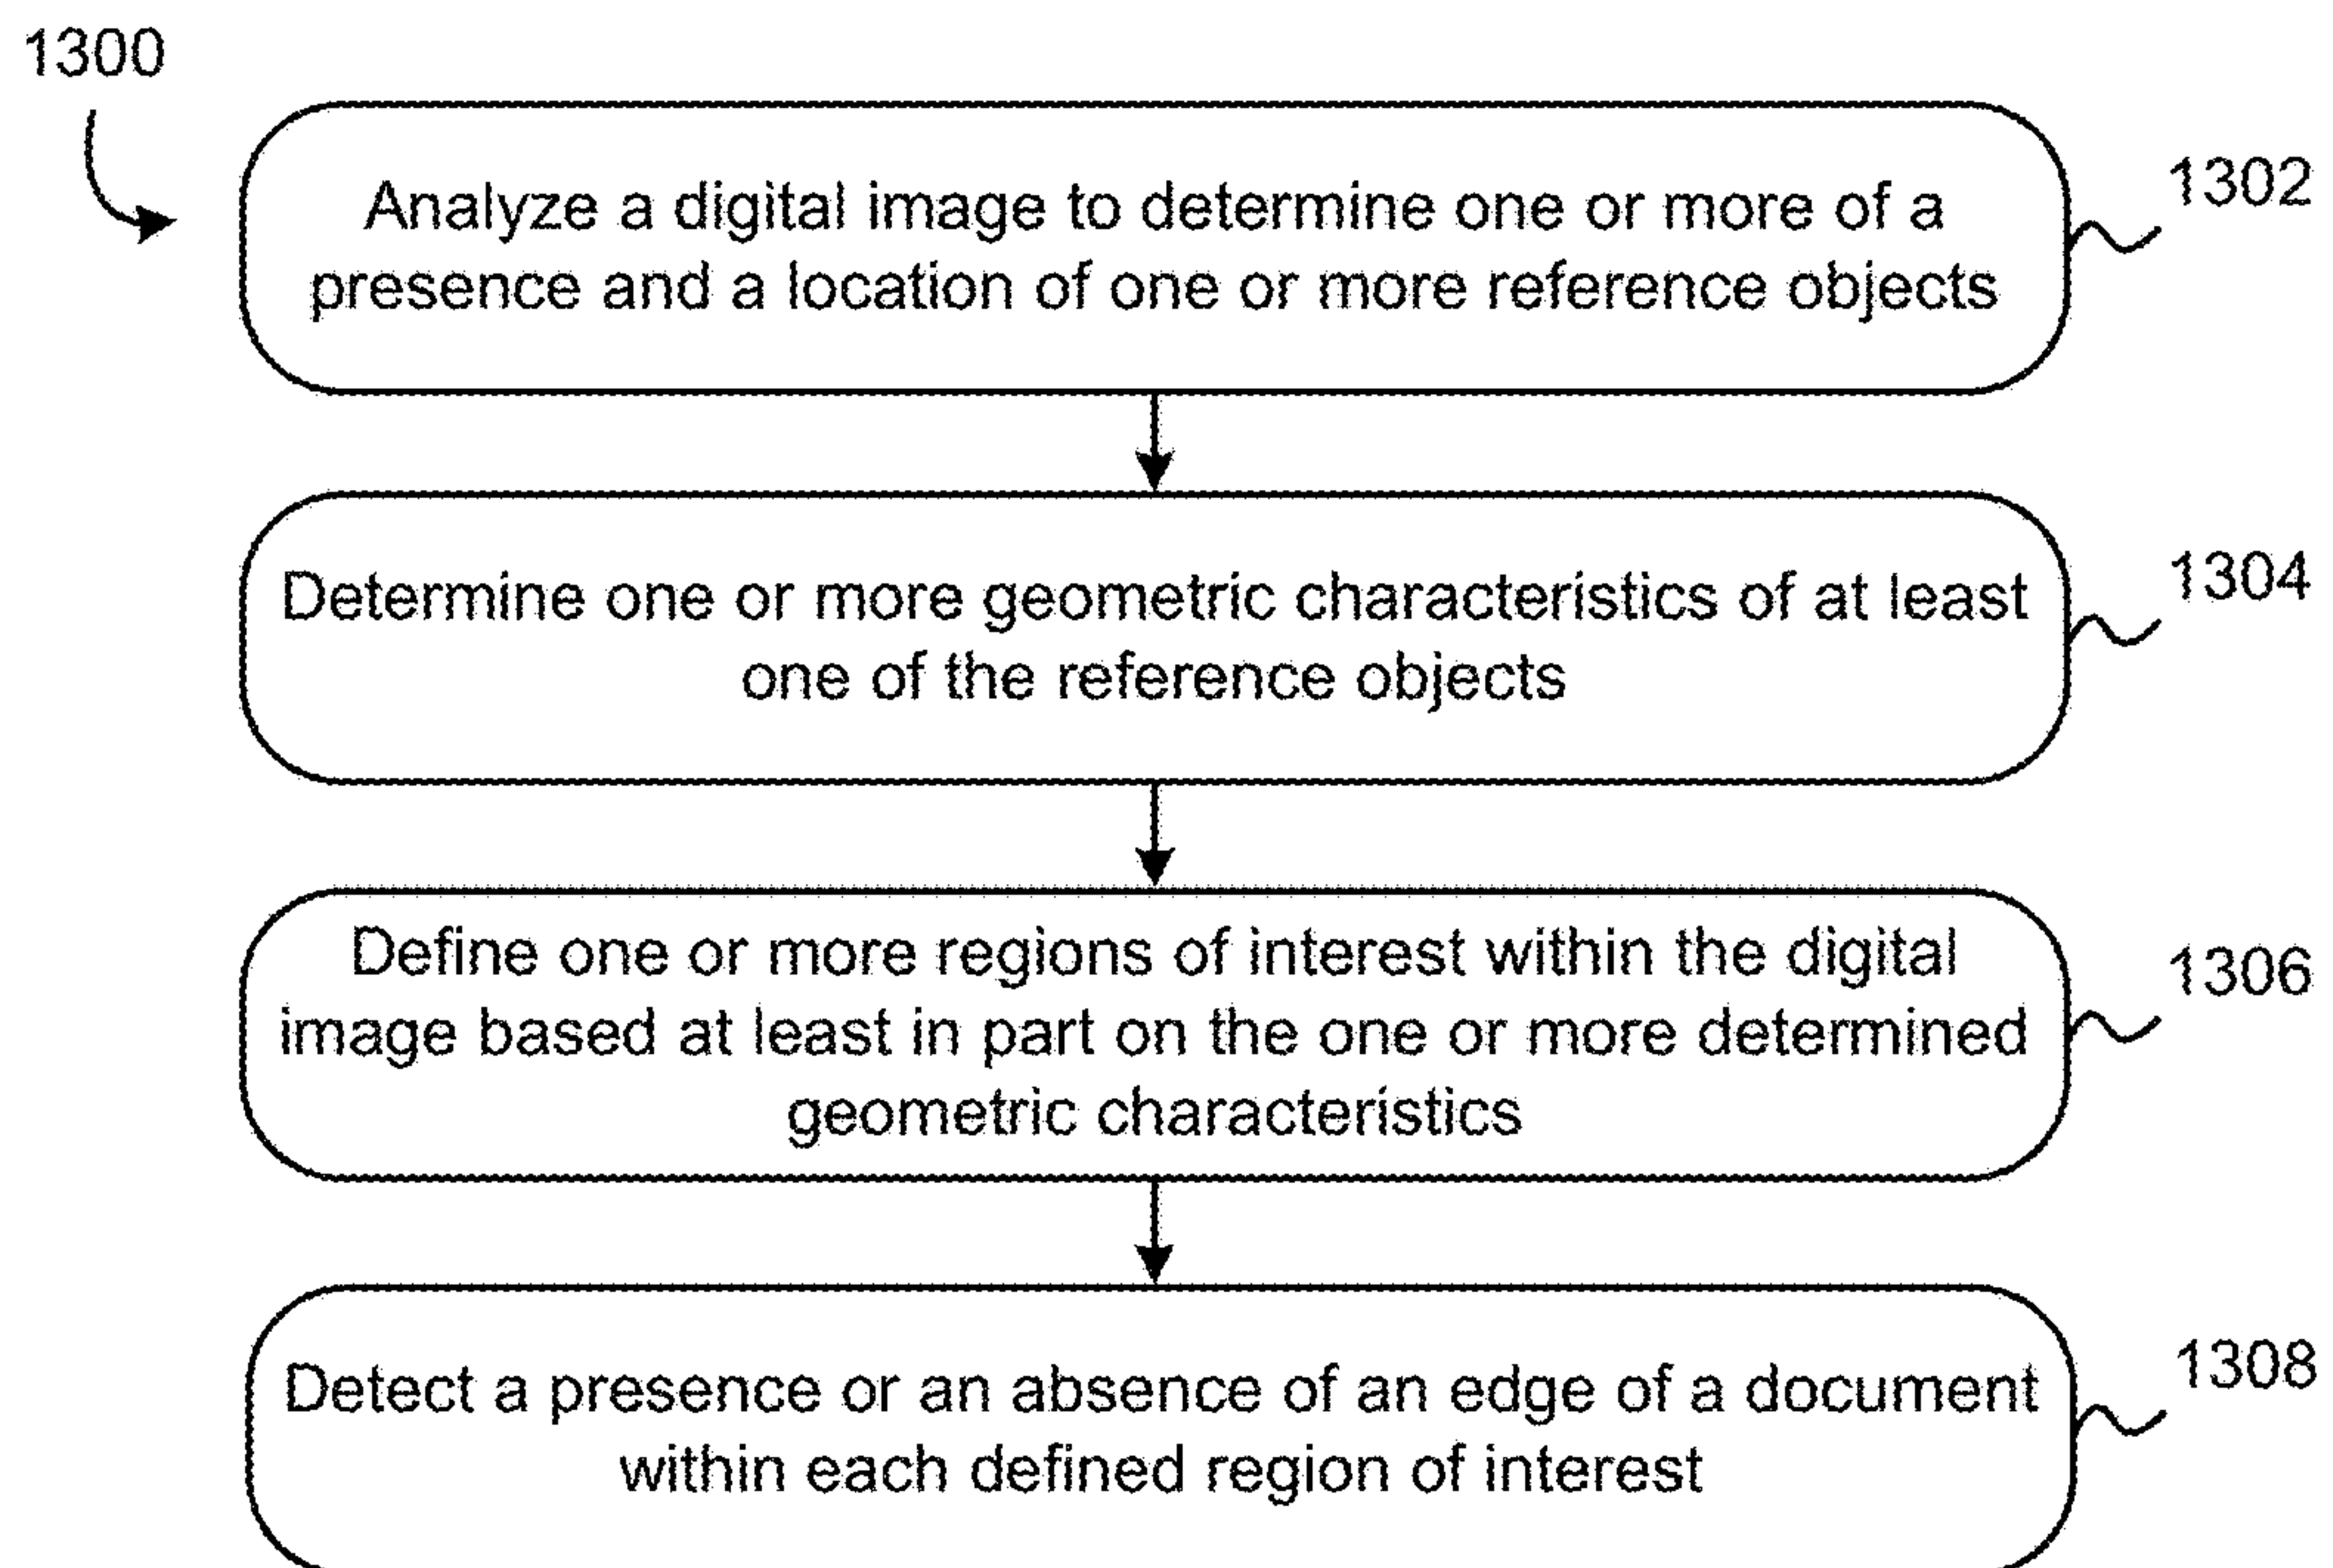 1300
Analyze a digital image to determine one or more of a
presence and a location of one or more reference objects
1302
Determine one or more geometric characteristics of at least
one of the reference objects
1304
Define one or more regions of interest within the digital
image based at least in part on the one or more determined
geometric characteristics
1306
Detect a presence or an absence of an edge of a document
within each defined region of interest
1308